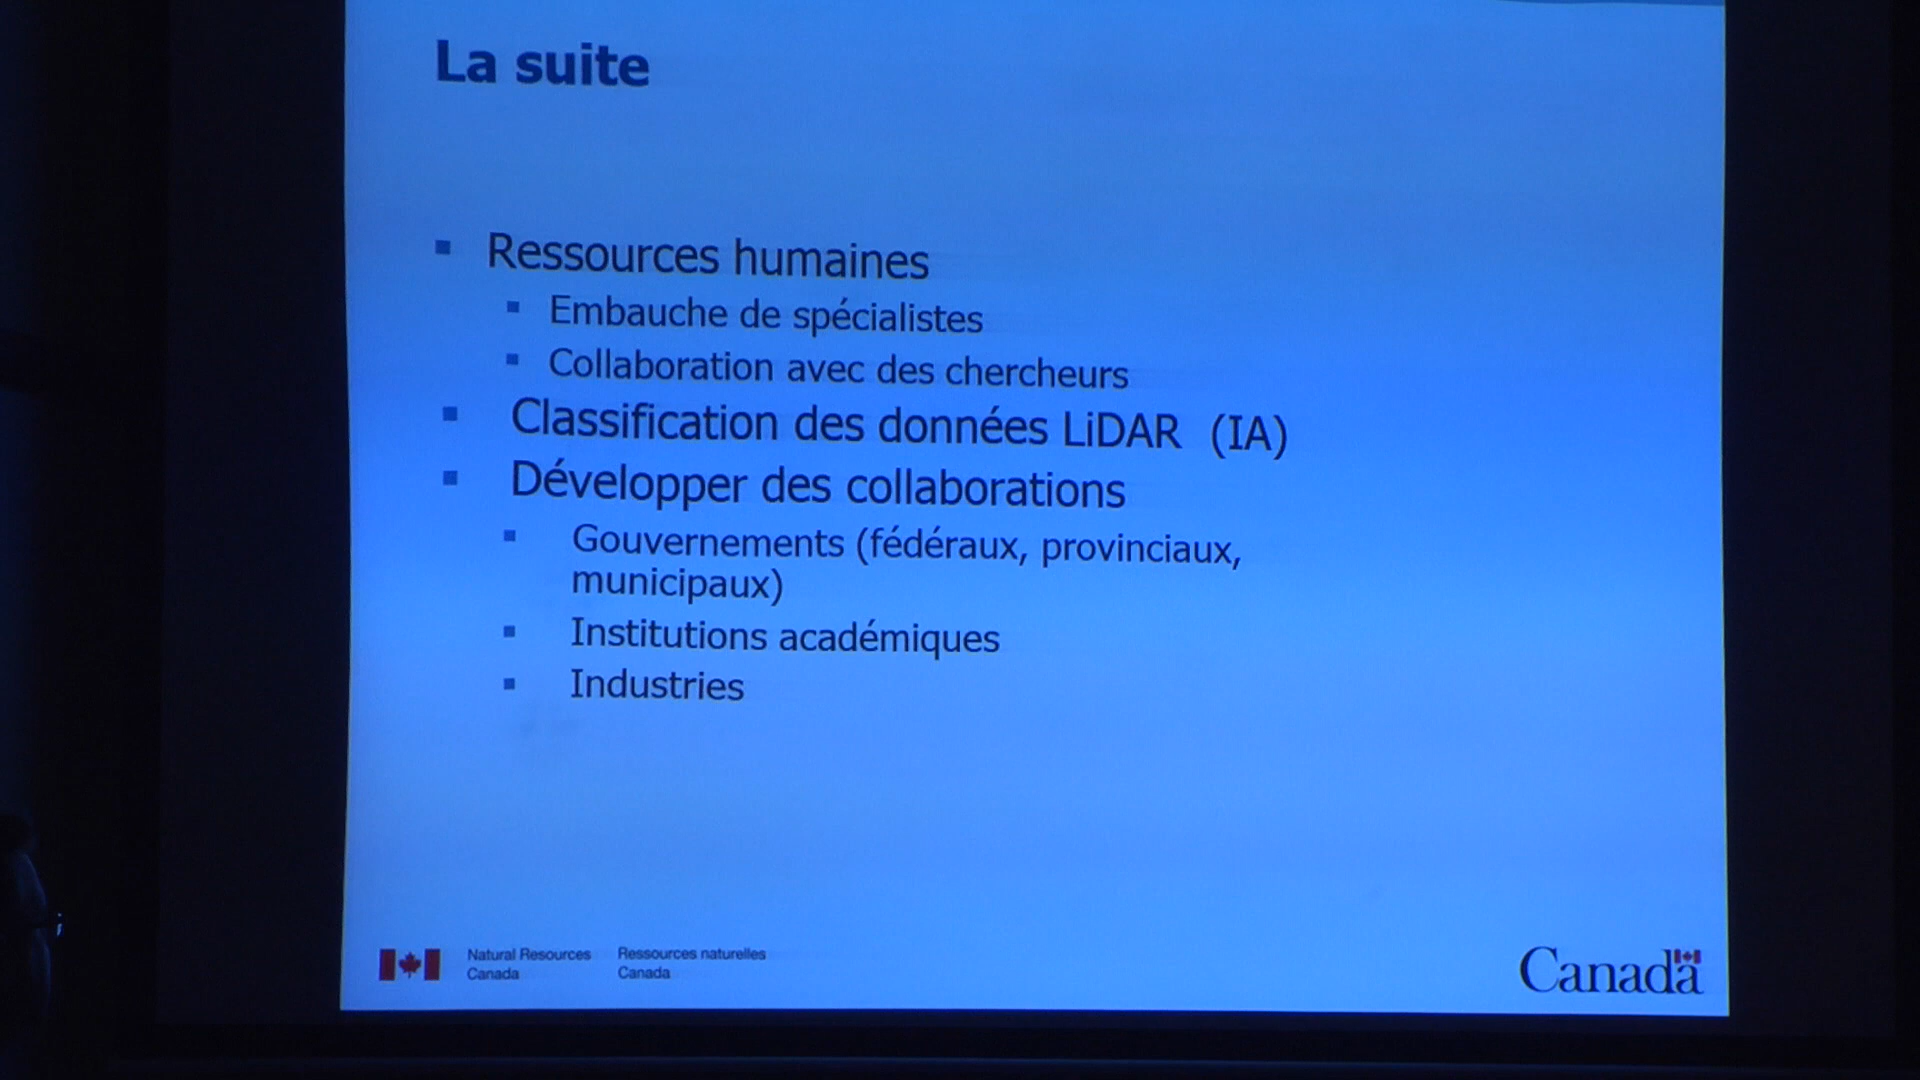 La suite
Ressources humaines
Embauche de spécialistes
Collaboration avec des chercheurs
Classification des données LiDAR (IA)
Développer des collaborations
Gouvernements (fédéraux, provinciaux,
municipaux)
Institutions académiques
Industries
Natural Resources
Canada
Ressources naturelles
Canada
Canada